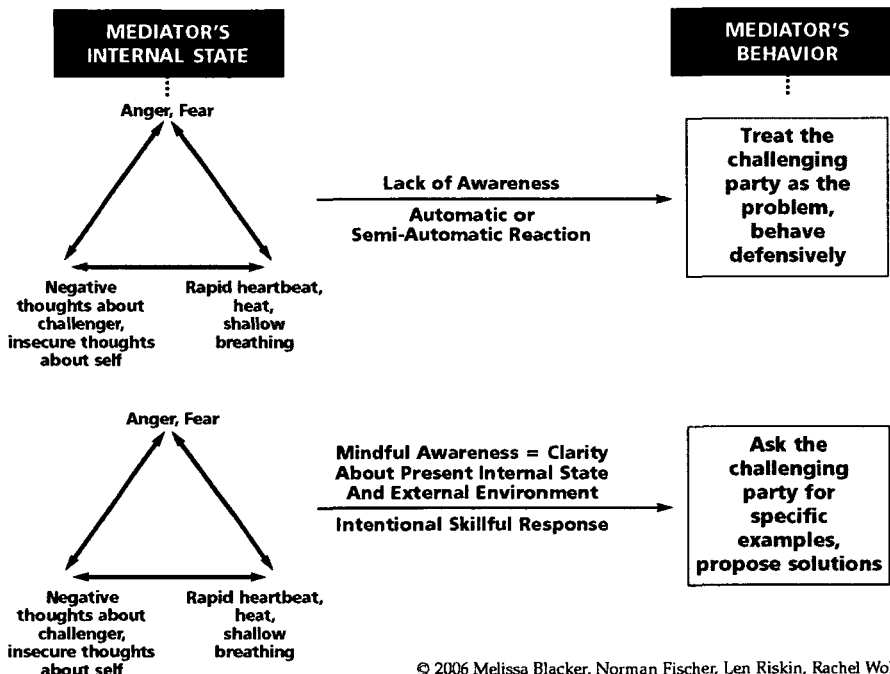 MEDIATOR'S
INTERNAL STATE
MEDIATOR'S
BEHAVIOR
Anger, Fear
Negative
thoughts about
challenger,
insecure thoughts
about self
Rapid heartbeat,
heat,
shallow
breathing
Lack of Awareness
Automatic or
Semi-Automatic Reaction
Treat the
challenging
party as the
problem,
behave
defensively
Anger, Fear
Negative
thoughts about
challenger,
insecure thoughts
about self
Rapid heartbeat,
heat,
shallow
breathing
Mindful Awareness = Clarity
About Present Internal State
And External Environment
Intentional Skillful Response
Ask the
challenging
party for
specific
examples,
propose solutions
© 2006 Melissa Blacker, Norman Fischer, Len Riskin, Rachel